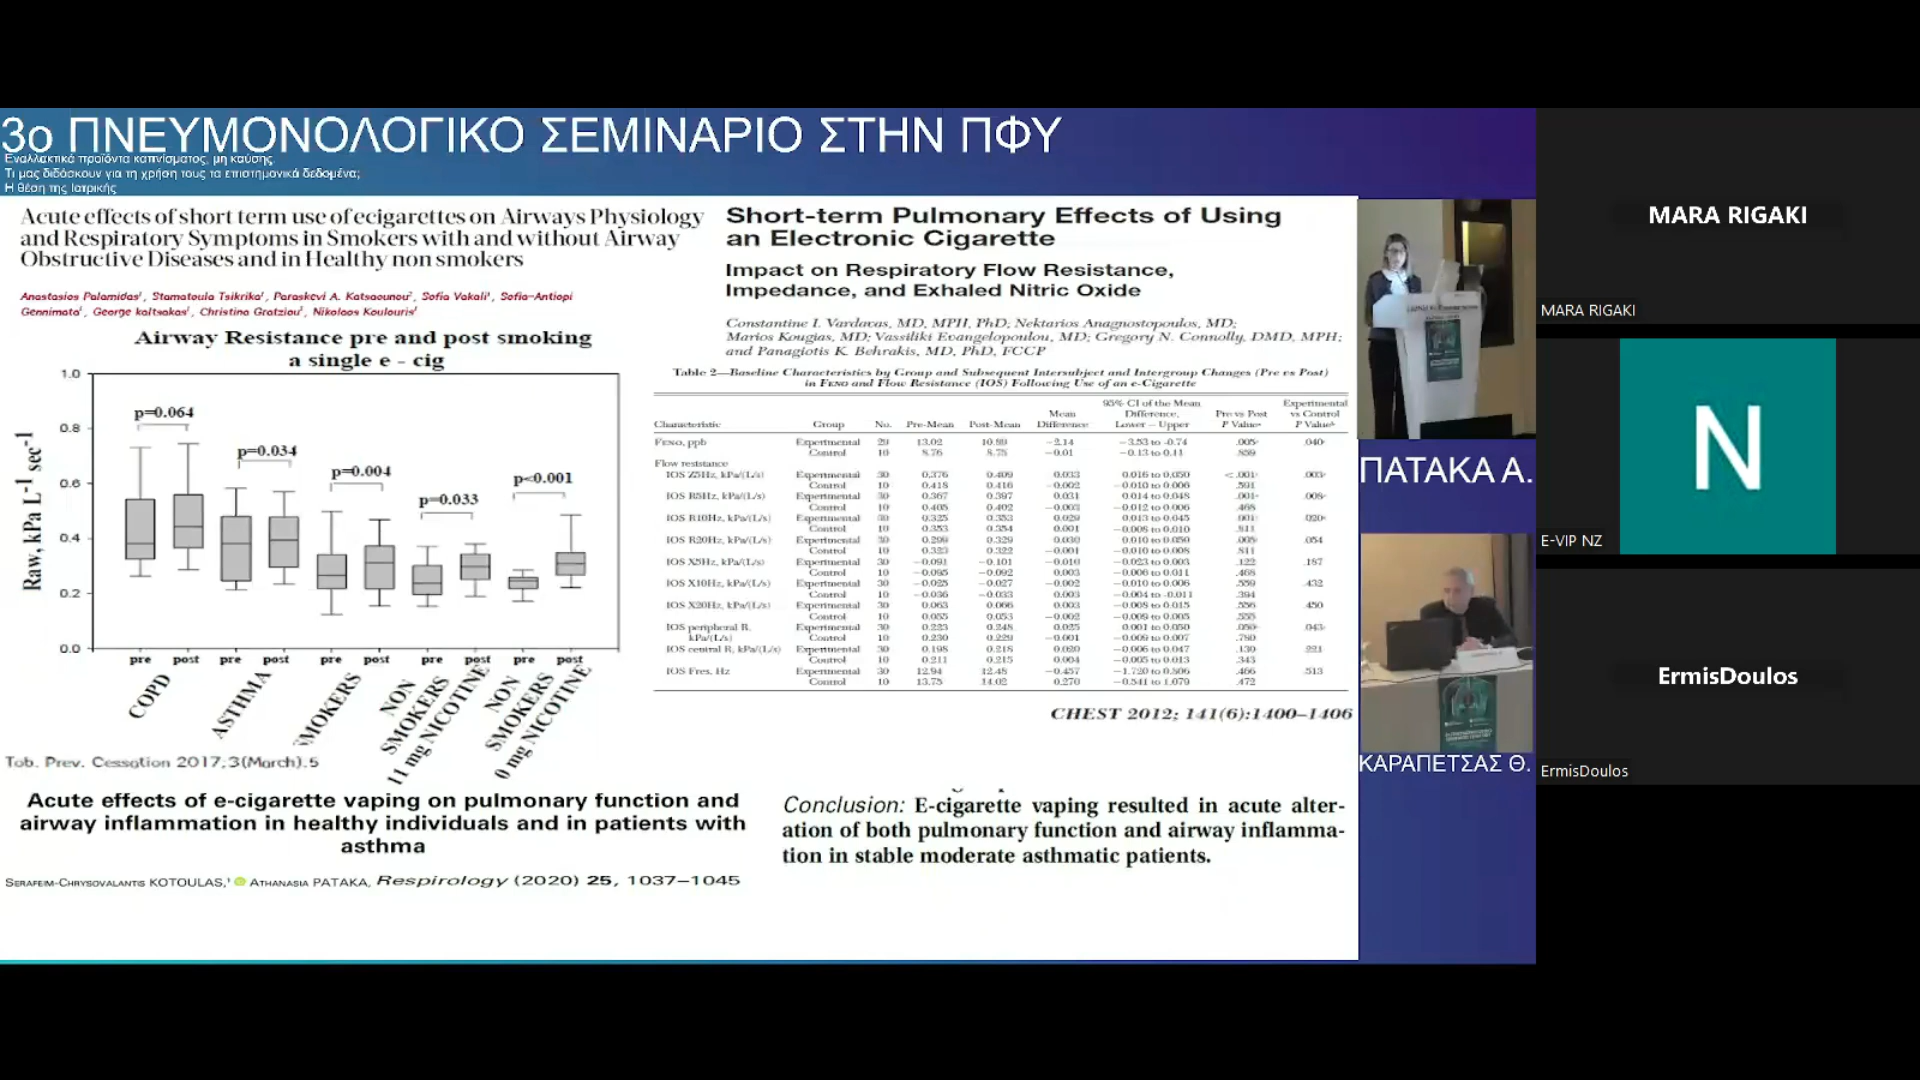 3ο ΠΝΕΥΜΟΝΟΛΟΓΙΚΟ ΣΕΜΙΝΑΡΙΟ ΣΤΗΝ ΠΦΥ
Εναλλακτικά προϊόντα καπνίσματος, μη καύσης.
Τι μας διδάσκουν για τη χρήση τους τα επιστημονικά δεδομένα;
Η θέση της Ιατρικής
Acute effects of short term use of ecigarettes on Airways Physiology
and Respiratory Symptoms in Smokers with and without Airway
Obstructive Diseases and in Healthy non smokers
Anastasios Palamidas¹, Stamatoula Tsikrika¹, Paraskevi A. Katsaounou², Sofia Vakali¹, Sofia-Antiopi
Gennimata¹, George kaltsakas¹, Christina Gratziou², Nikolaos Koulouris¹
Airway Resistance pre and post smoking
a single e - cig
Raw, kPa L⁻¹ sec⁻¹
1.0
0.8
0.6
0.4
0.2
0.0
p=0.064
p=0.034
p=0.004
p=0.033
p<0.001
pre post pre post pre post pre post pre post
COPD
ASTHMA
SMOKERS
NON SMOKERS 11 mg NICOTINE
NON SMOKERS 0 mg NICOTINE
Tob. Prev. Cessation 2017;3(March).5
Short-term Pulmonary Effects of Using
an Electronic Cigarette
Impact on Respiratory Flow Resistance,
Impedance, and Exhaled Nitric Oxide
Constantine I. Vardavas, MD, MPH, PhD; Nektarios Anagnostopoulos, MD;
Marios Kougias, MD; Vassiliki Evangelopoulou, MD; Gregory N. Connolly, DMD, MPH;
and Panagiotis K. Behrakis, MD, PhD, FCCP
Table 2—Baseline Characteristics by Group and Subsequent Intersubject and Intergroup Changes (Pre vs Post)
in FENO and Flow Resistance (IOS) Following Use of an e-Cigarette
Characteristic Group No. Pre-Mean Post-Mean Mean Difference 95% CI of the Mean Difference, Lower – Upper Pre vs Post P Valueᵃ Experimental vs Control P Valueᵇ
FENO, ppb Experimental
Control 10 8.76 8.75 −0.01 −0.13 to 0.11 .859
Flow resistance
IOS Z5Hz, kPa/(L/s) Experimental 30 0.376 0.409 0.033 0.016 to 0.050 <.001
Control 10 0.418 0.416 −0.002 −0.010 to 0.006 .591
IOS R5Hz, kPa/(L/s) Experimental 30 0.367 0.397 0.031 0.014 to 0.048
Control 10 0.405 0.402 −0.003 −0.012 to 0.006 .468
IOS R10Hz, kPa/(L/s) Experimental 30 0.325 0.353 0.029 0.013 to 0.045
Control 10 0.353 0.354 0.001 −0.008 to 0.010 .811
IOS R20Hz, kPa/(L/s) Experimental 30 0.299 0.329 0.030 0.010 to 0.050
Control 10 0.323 0.322 −0.001 −0.010 to 0.008 .811
IOS X5Hz, kPa/(L/s) Experimental 30 −0.091 −0.101 −0.010 −0.023 to 0.003 .122 .187
Control 10 −0.095 −0.092 0.003 −0.006 to 0.011 .468
IOS X10Hz, kPa/(L/s) Experimental 30 −0.025 −0.027 −0.002 −0.010 to 0.006 .559 .432
Control 10 −0.036 −0.033 0.003 −0.004 to −0.011 .394
IOS X20Hz, kPa/(L/s) Experimental 30 0.063 0.066 0.003 −0.008 to 0.015 .556 .450
Control 10 0.055 0.053 −0.002 −0.009 to 0.005 .555
IOS peripheral R, Experimental 30 0.223 0.248 0.025 0.001 to 0.050
kPa/(L/s) Control 10 0.230 0.229 −0.001 −0.009 to 0.007 .780
IOS central R, kPa/(L/s) Experimental 30 0.198 0.218 0.020 −0.006 to 0.047 .130 .221
Control 10 0.211 0.215 0.004 −0.005 to 0.013 .343
IOS Fres, Hz Experimental 30 12.94 12.48 −0.457 −1.720 to 0.806 .466 .513
Control 10 13.75 14.02 0.270 −0.541 to 1.079 .472
CHEST 2012; 141(6):1400–1406
Acute effects of e-cigarette vaping on pulmonary function and
airway inflammation in healthy individuals and in patients with
asthma
SERAFEIM-CHRYSOVALANTIS KOTOULAS,¹ ATHANASIA PATAKA, Respirology (2020) 25, 1037–1045
Conclusion: E-cigarette vaping resulted in acute alter-
ation of both pulmonary function and airway inflamma-
tion in stable moderate asthmatic patients.
ΠΑΤΑΚΑ Α.
ΚΑΡΑΠΕΤΣΑΣ Θ.
MARA RIGAKI
MARA RIGAKI
N
E-VIP NZ
ErmisDoulos
ErmisDoulos